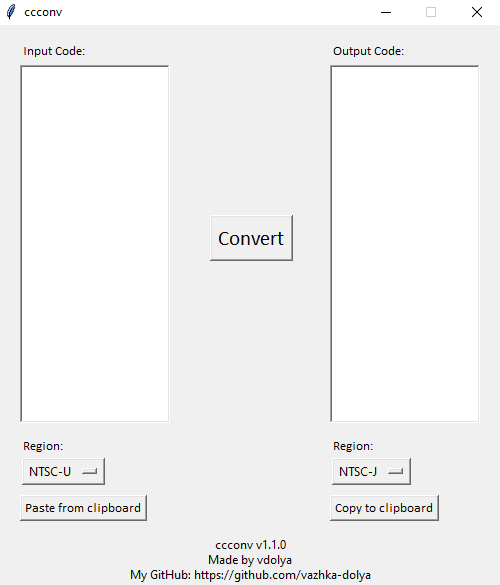 ccconv
Input Code:
Output Code:
Convert
Region:
Region:
NTSC-U
NTSC-J
Paste from clipboard
Copy to clipboard
ccconv v1.1.0
Made by vdolya
My GitHub: https://github.com/vazhka-dolya